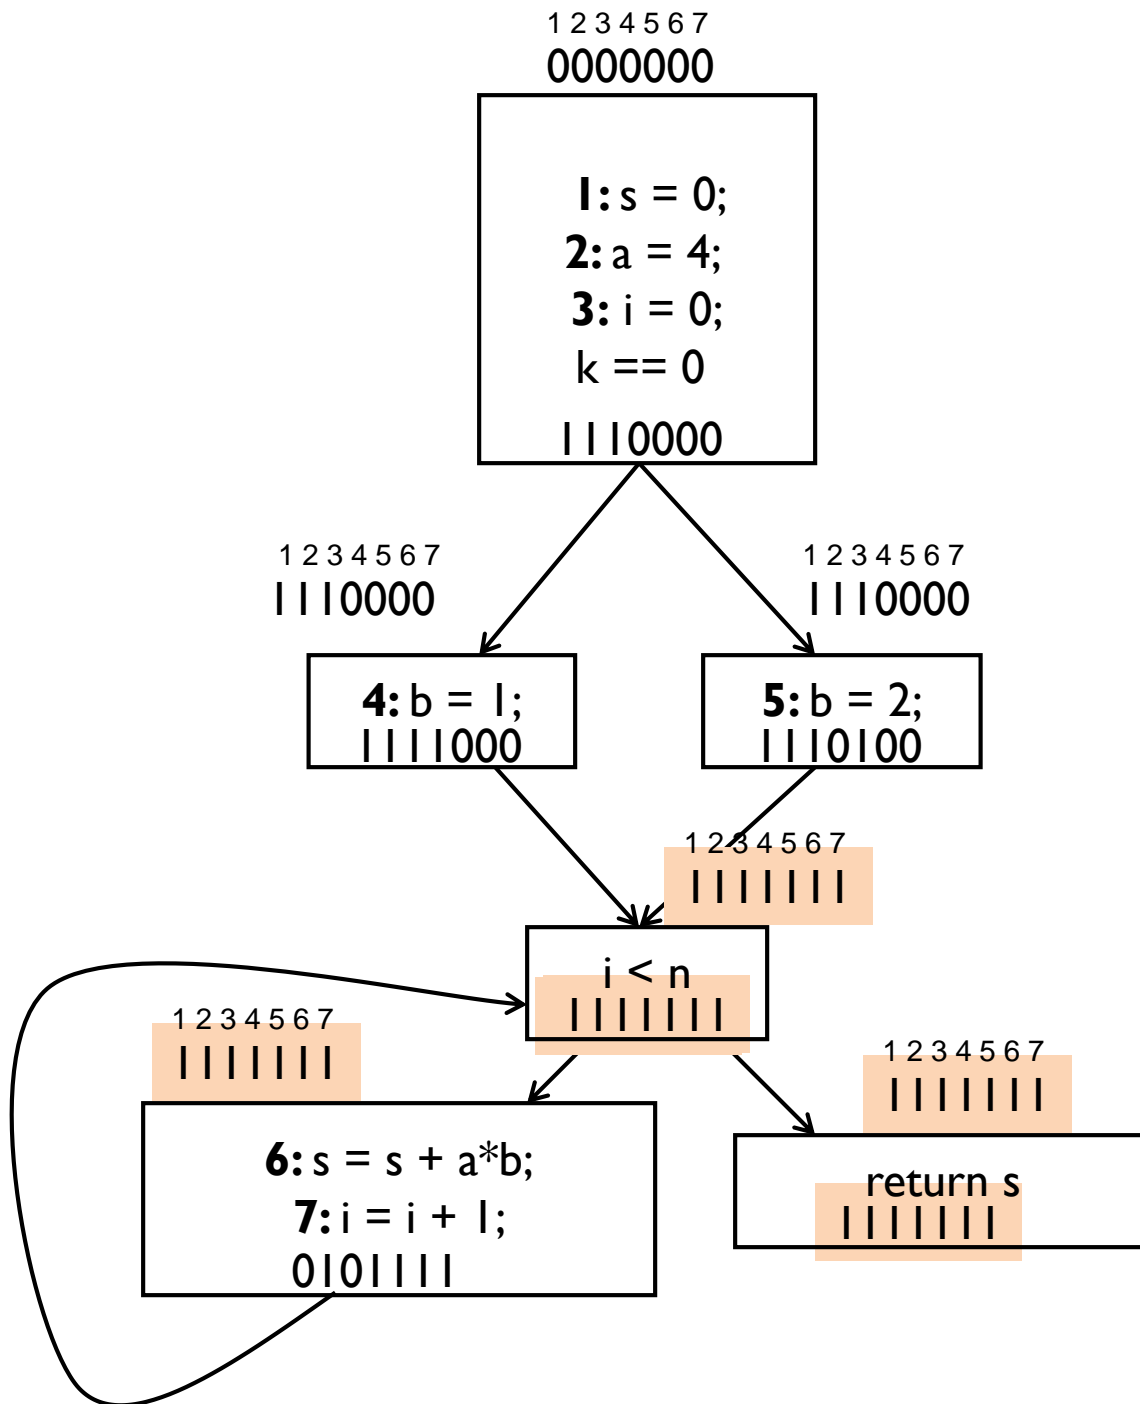 1 2 3 4 5 6 7
0000000
1: s = 0;
2: a = 4;
3: i = 0;
k == 0
1110000
1 2 3 4 5 6 7
1110000
1 2 3 4 5 6 7
1110000
4: b = 1;
1111000
5: b = 2;
1110100
1 2 3 4 5 6 7
1111111
i < n
1111111
1 2 3 4 5 6 7
1111111
1 2 3 4 5 6 7
1111111
6: s = s + a*b;
7: i = i + 1;
0101111
return s
1111111